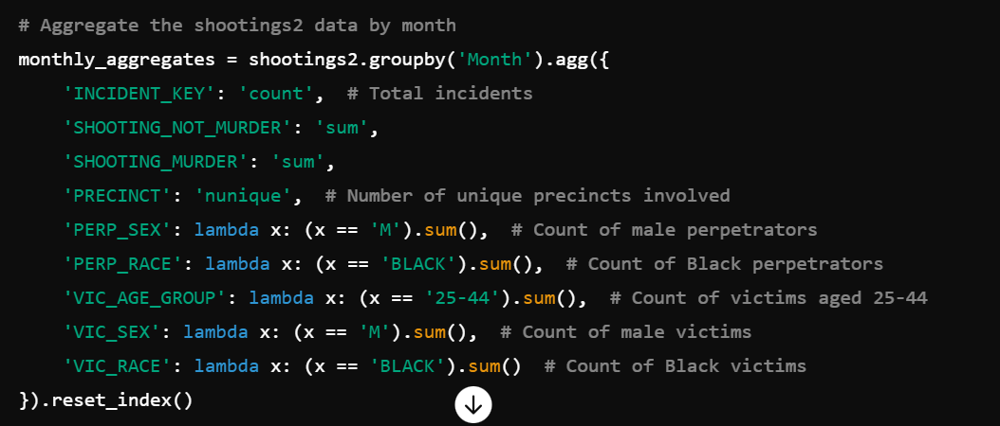 # Aggregate the shootings2 data by month
monthly_aggregates = shootings2.groupby('Month').agg({
    'INCIDENT_KEY': 'count',  # Total incidents
    'SHOOTING_NOT_MURDER': 'sum',
    'SHOOTING_MURDER': 'sum',
    'PRECINCT': 'nunique',  # Number of unique precincts involved
    'PERP_SEX': lambda x: (x == 'M').sum(),  # Count of male perpetrators
    'PERP_RACE': lambda x: (x == 'BLACK').sum(),  # Count of Black perpetrators
    'VIC_AGE_GROUP': lambda x: (x == '25-44').sum(),  # Count of victims aged 25-44
    'VIC_SEX': lambda x: (x == 'M').sum(),  # Count of male victims
    'VIC_RACE': lambda x: (x == 'BLACK').sum()  # Count of Black victims
}).reset_index()